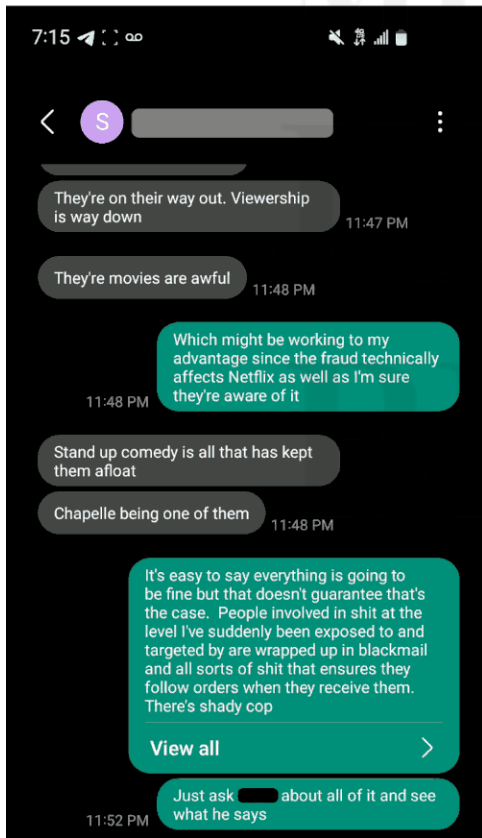 7:15
S
They're on their way out. Viewership
is way down
11:47 PM
They're movies are awful
11:48 PM
Which might be working to my
advantage since the fraud technically
affects Netflix as well as I'm sure
they're aware of it
11:48 PM
Stand up comedy is all that has kept
them afloat
Chapelle being one of them
11:48 PM
It's easy to say everything is going to
be fine but that doesn't guarantee that's
the case.  People involved in shit at the
level I've suddenly been exposed to and
targeted by are wrapped up in blackmail
and all sorts of shit that ensures they
follow orders when they receive them.
There's shady cop
View all
Just ask about all of it and see
what he says
11:52 PM